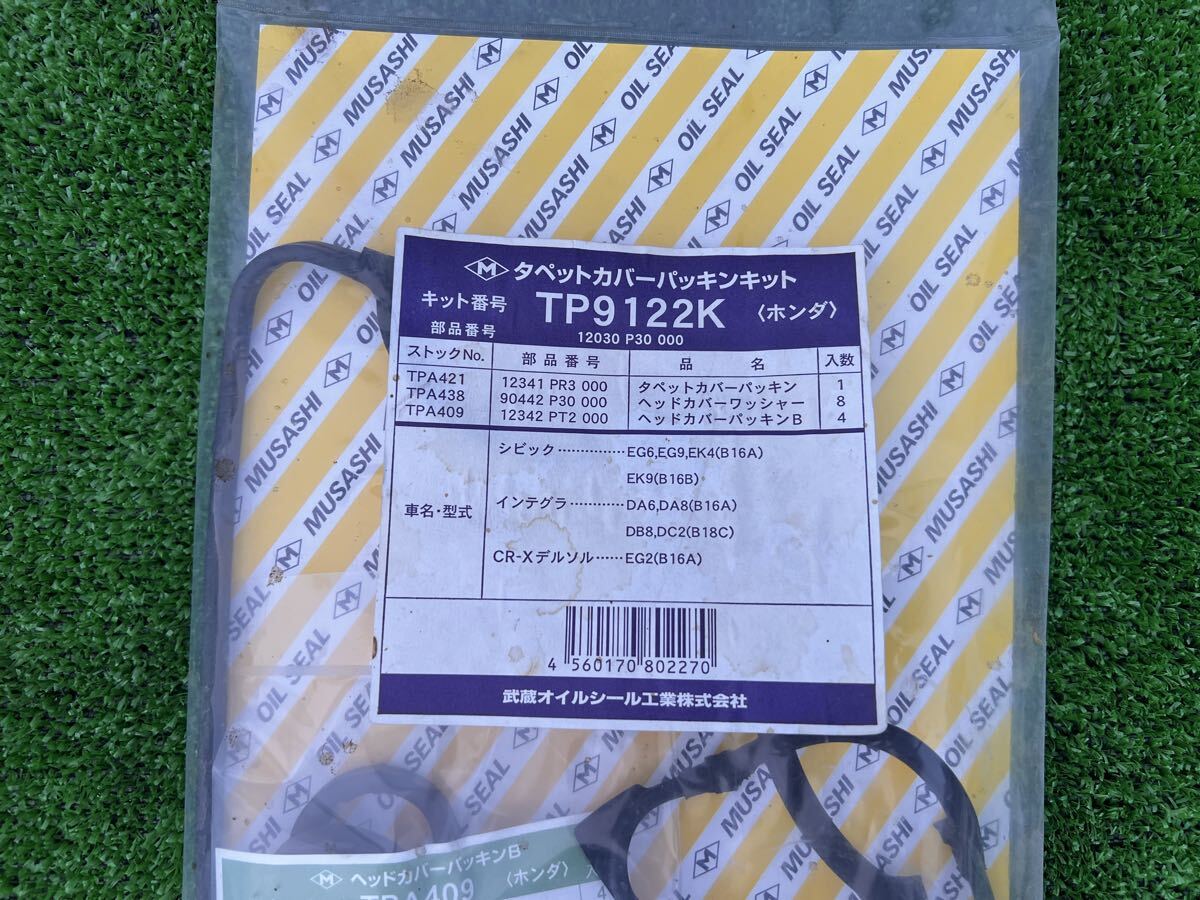 タペットカバーパッキンキット
キット番号 TP9122K 〈ホンダ〉
部品番号 12030 P30 000
ストックNo. 部品番号 品名 入数
TPA421 12341 PR3 000 タペットカバーパッキン 1
TPA438 90442 P30 000 ヘッドカバーワッシャー 8
TPA409 12342 PT2 000 ヘッドカバーパッキンB 4
車名・型式
シビック……………EG6,EG9,EK4(B16A)
EK9(B16B)
インテグラ…………DA6,DA8(B16A)
DB8,DC2(B18C)
CR-Xデルソル……EG2(B16A)
4 560170 802270
武蔵オイルシール工業株式会社
MUSASHI OIL SEAL
ヘッドカバーパッキンB
TPA409 〈ホンダ〉